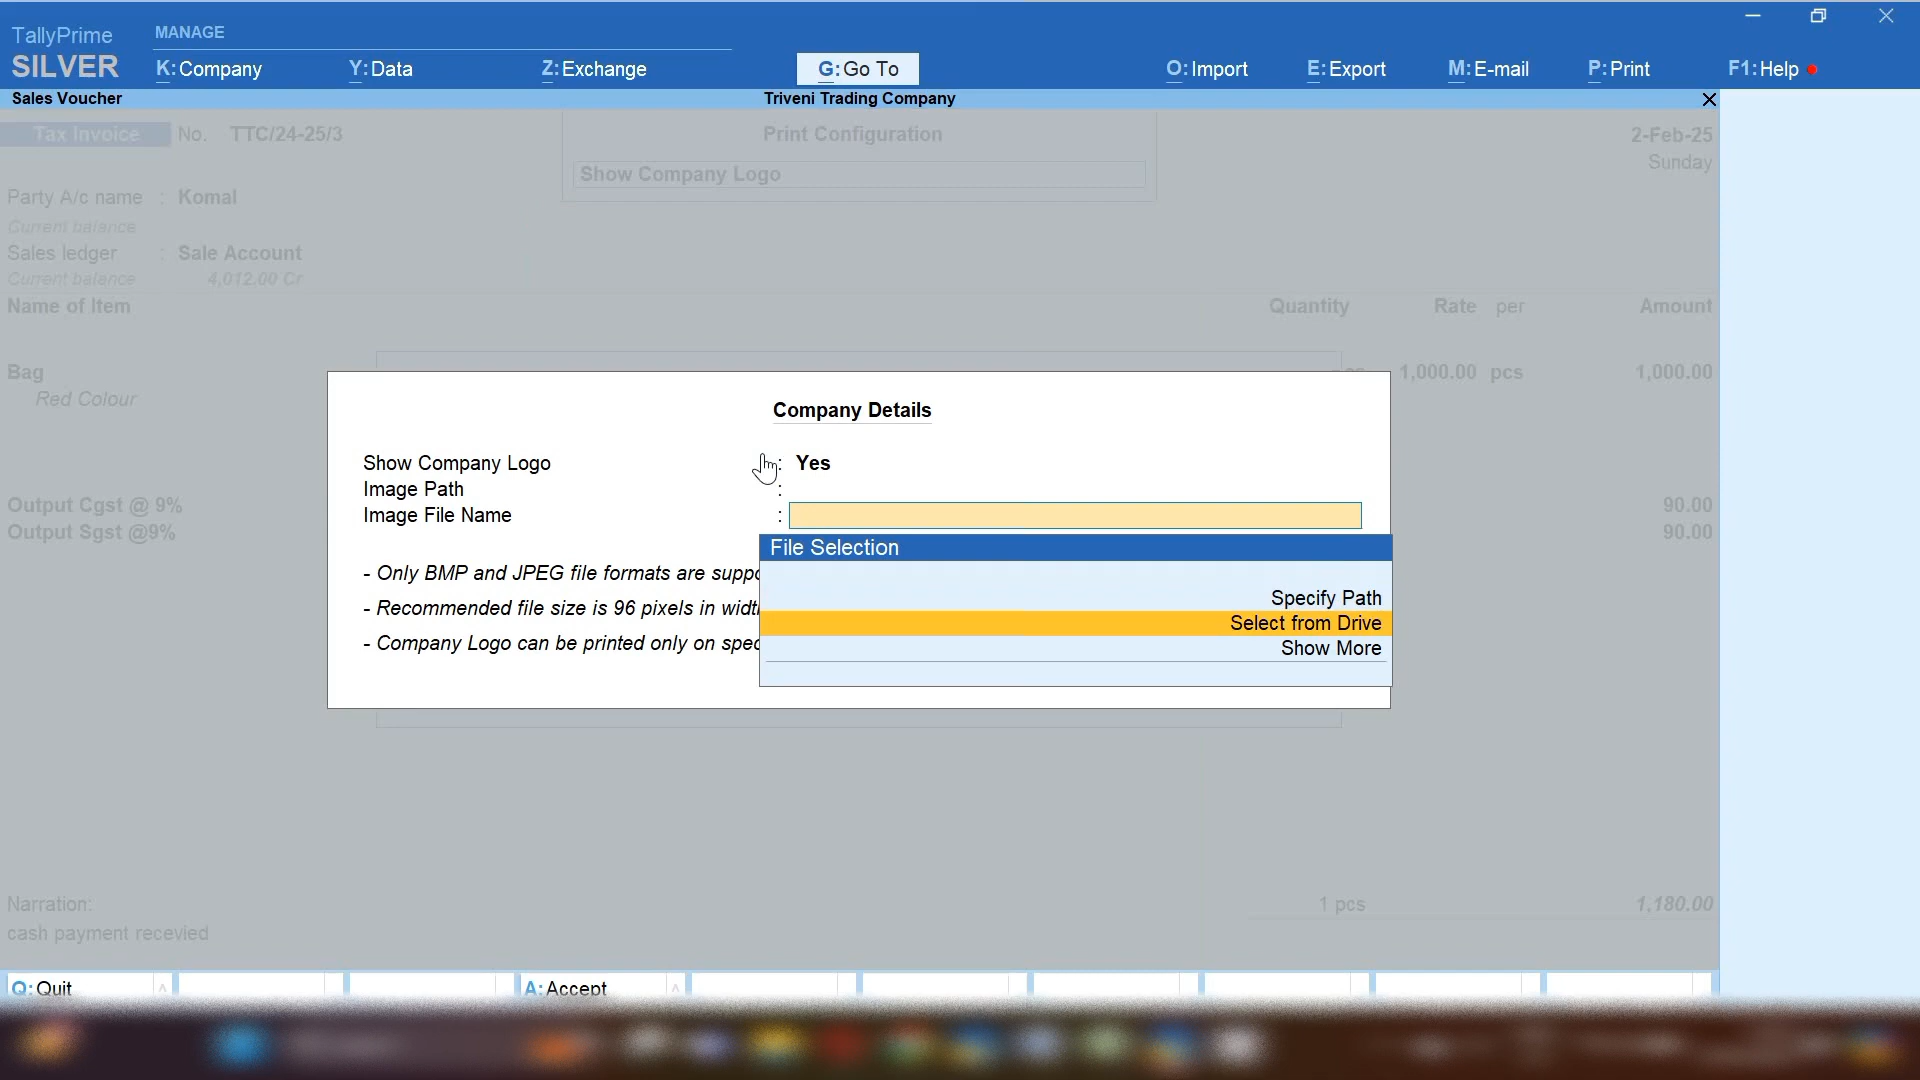 TallyPrime
SILVER
MANAGE
K:Company
Y:Data
Z:Exchange
G:Go To
O:Import
E:Export
M:E-mail
P:Print
F1:Help
Sales Voucher
Triveni Trading Company
Tax Invoice No. TTC/24-25/3
Print Configuration
2-Feb-25
Show Company Logo
Sunday
Party A/c name : Komal
Current balance
Sales ledger : Sale Account
Current balance 4,012.00 Cr
Name of Item Quantity Rate per Amount
Bag 1,000.00 pcs 1,000.00
Red Colour
Company Details
Show Company Logo : Yes
Image Path :
Image File Name :
File Selection
Specify Path
Select from Drive
Show More
- Only BMP and JPEG file formats are
- Recommended file size is 96 pixels in
- Company Logo can be printed only on
Output Cgst @ 9% 90.00
Output Sgst @9% 90.00
Narration:
1 pcs 1,180.00
cash payment recevied
Q:Quit
A:Accept